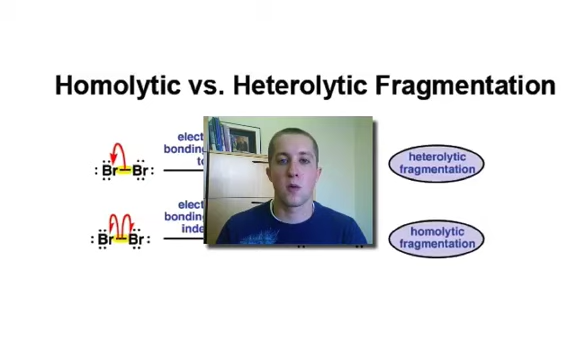 Homolytic vs. Heterolytic Fragmentation
elect
bonding
to
:Br–Br:
heterolytic
fragmentation
elect
bonding
inde
:Br–Br:
homolytic
fragmentation